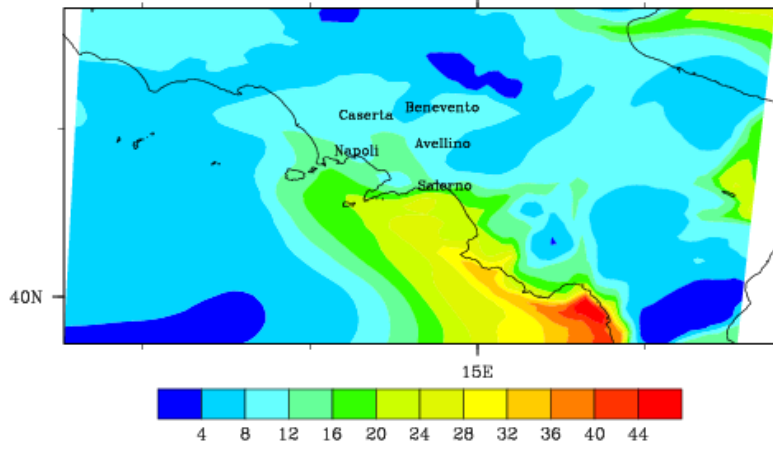 Caserta Benevento
Napoli Avellino
Salerno
40N
15E
4 8 12 16 20 24 28 32 36 40 44